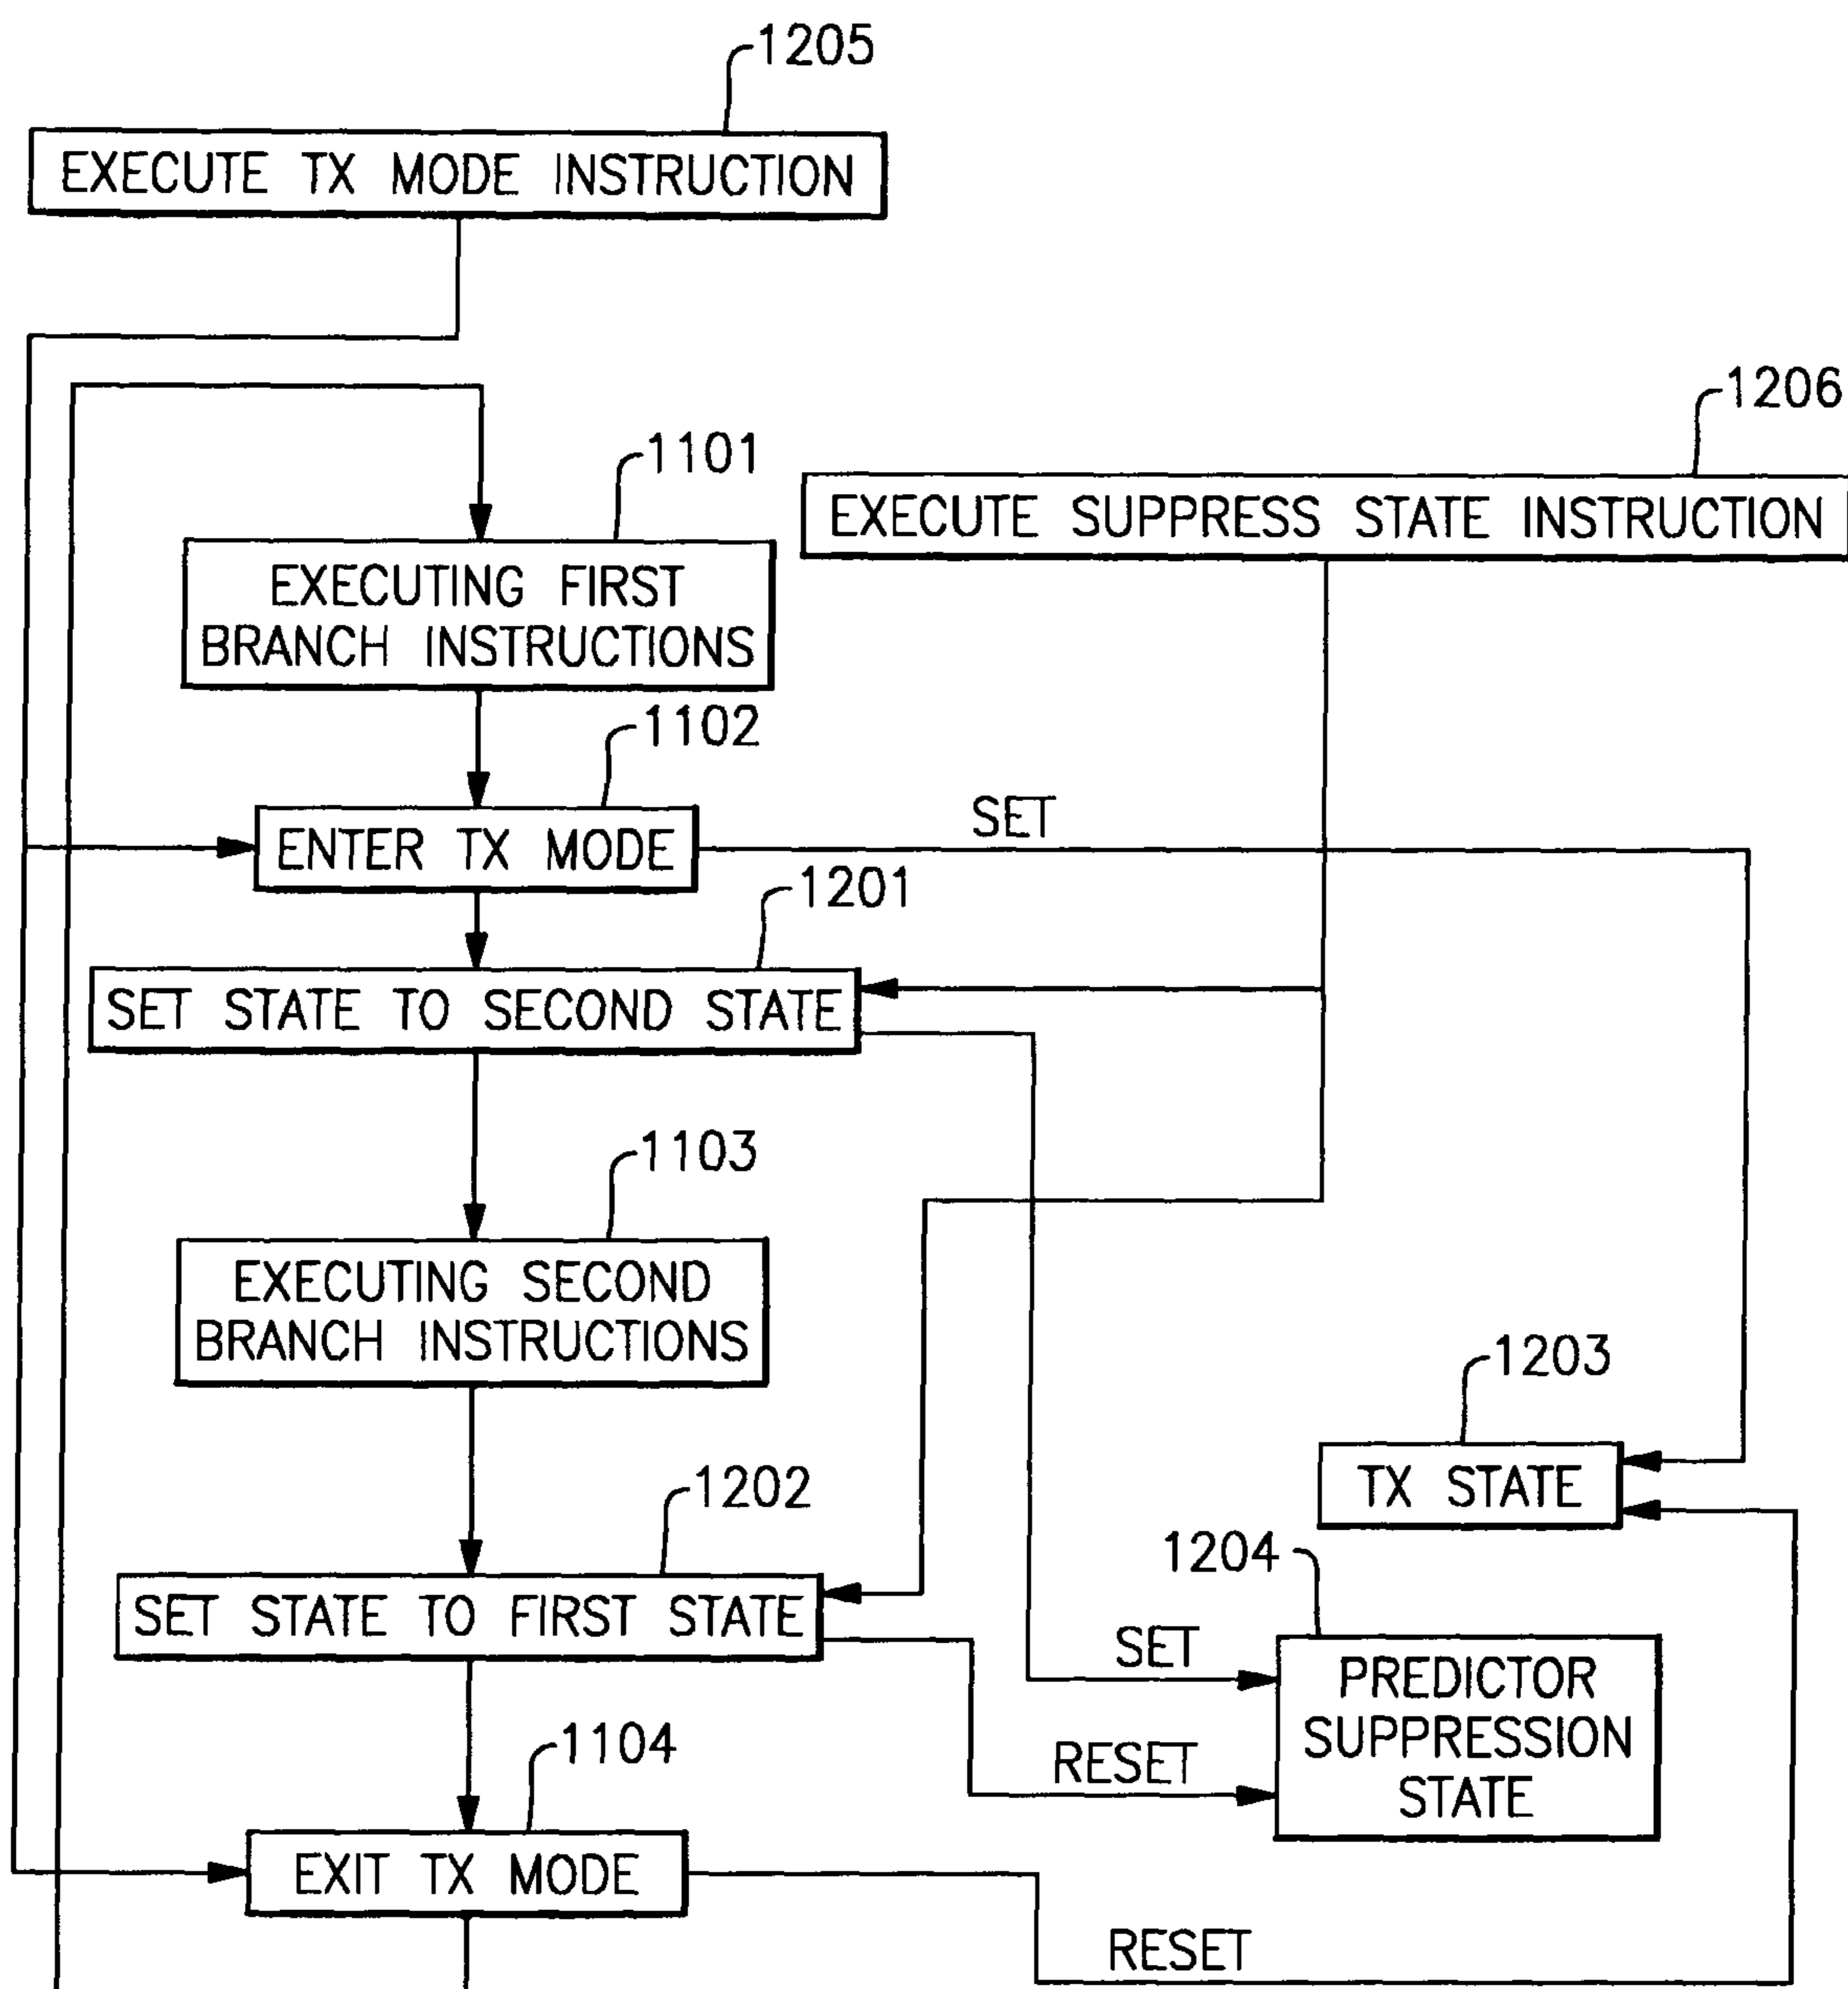 1205
EXECUTE TX MODE INSTRUCTION
1206
EXECUTE SUPPRESS STATE INSTRUCTION
1101
EXECUTING FIRST
BRANCH INSTRUCTIONS
1102
ENTER TX MODE
SET
1201
SET STATE TO SECOND STATE
1103
EXECUTING SECOND
BRANCH INSTRUCTIONS
1203
TX STATE
1202
SET STATE TO FIRST STATE
1204
SET
PREDICTOR
SUPPRESSION
STATE
RESET
1104
EXIT TX MODE
RESET